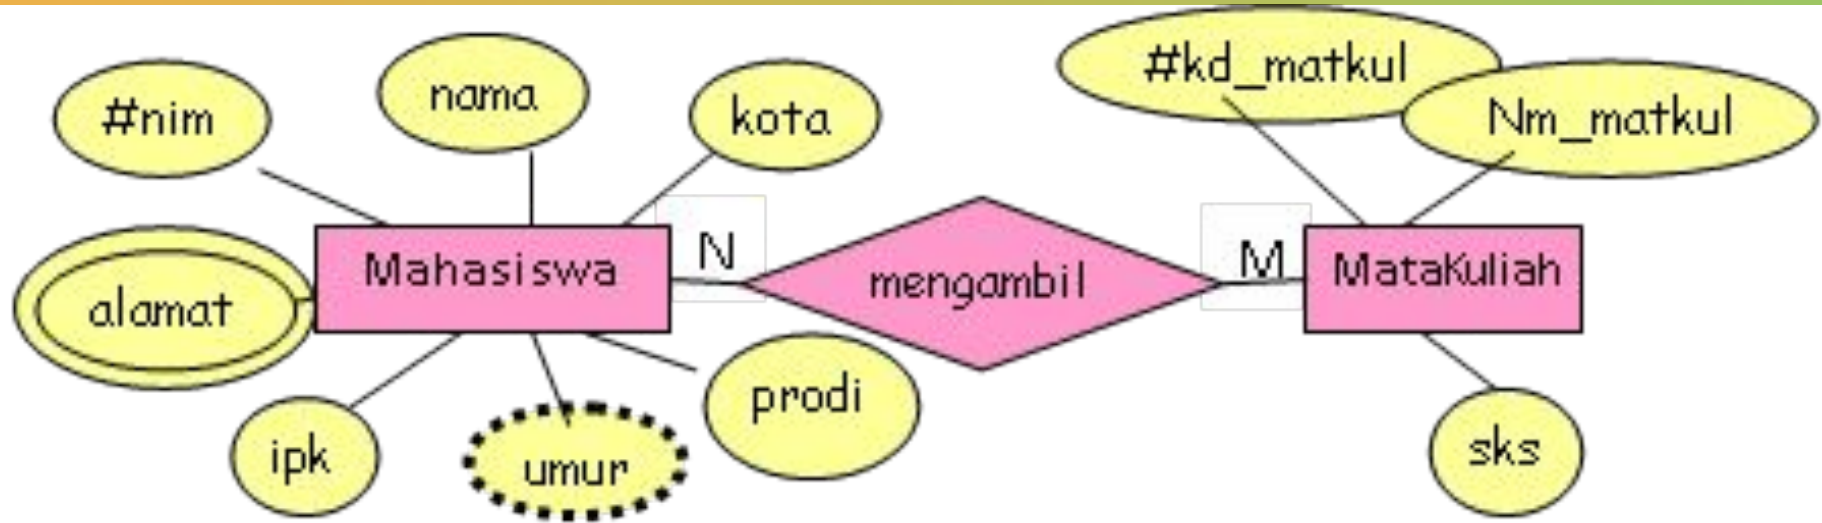 #nim
nama
kota
#kd_matkul
Nm_matkul
Mahasiswa
N
mengambil
M
MataKuliah
alamat
ipk
umur
prodi
sks